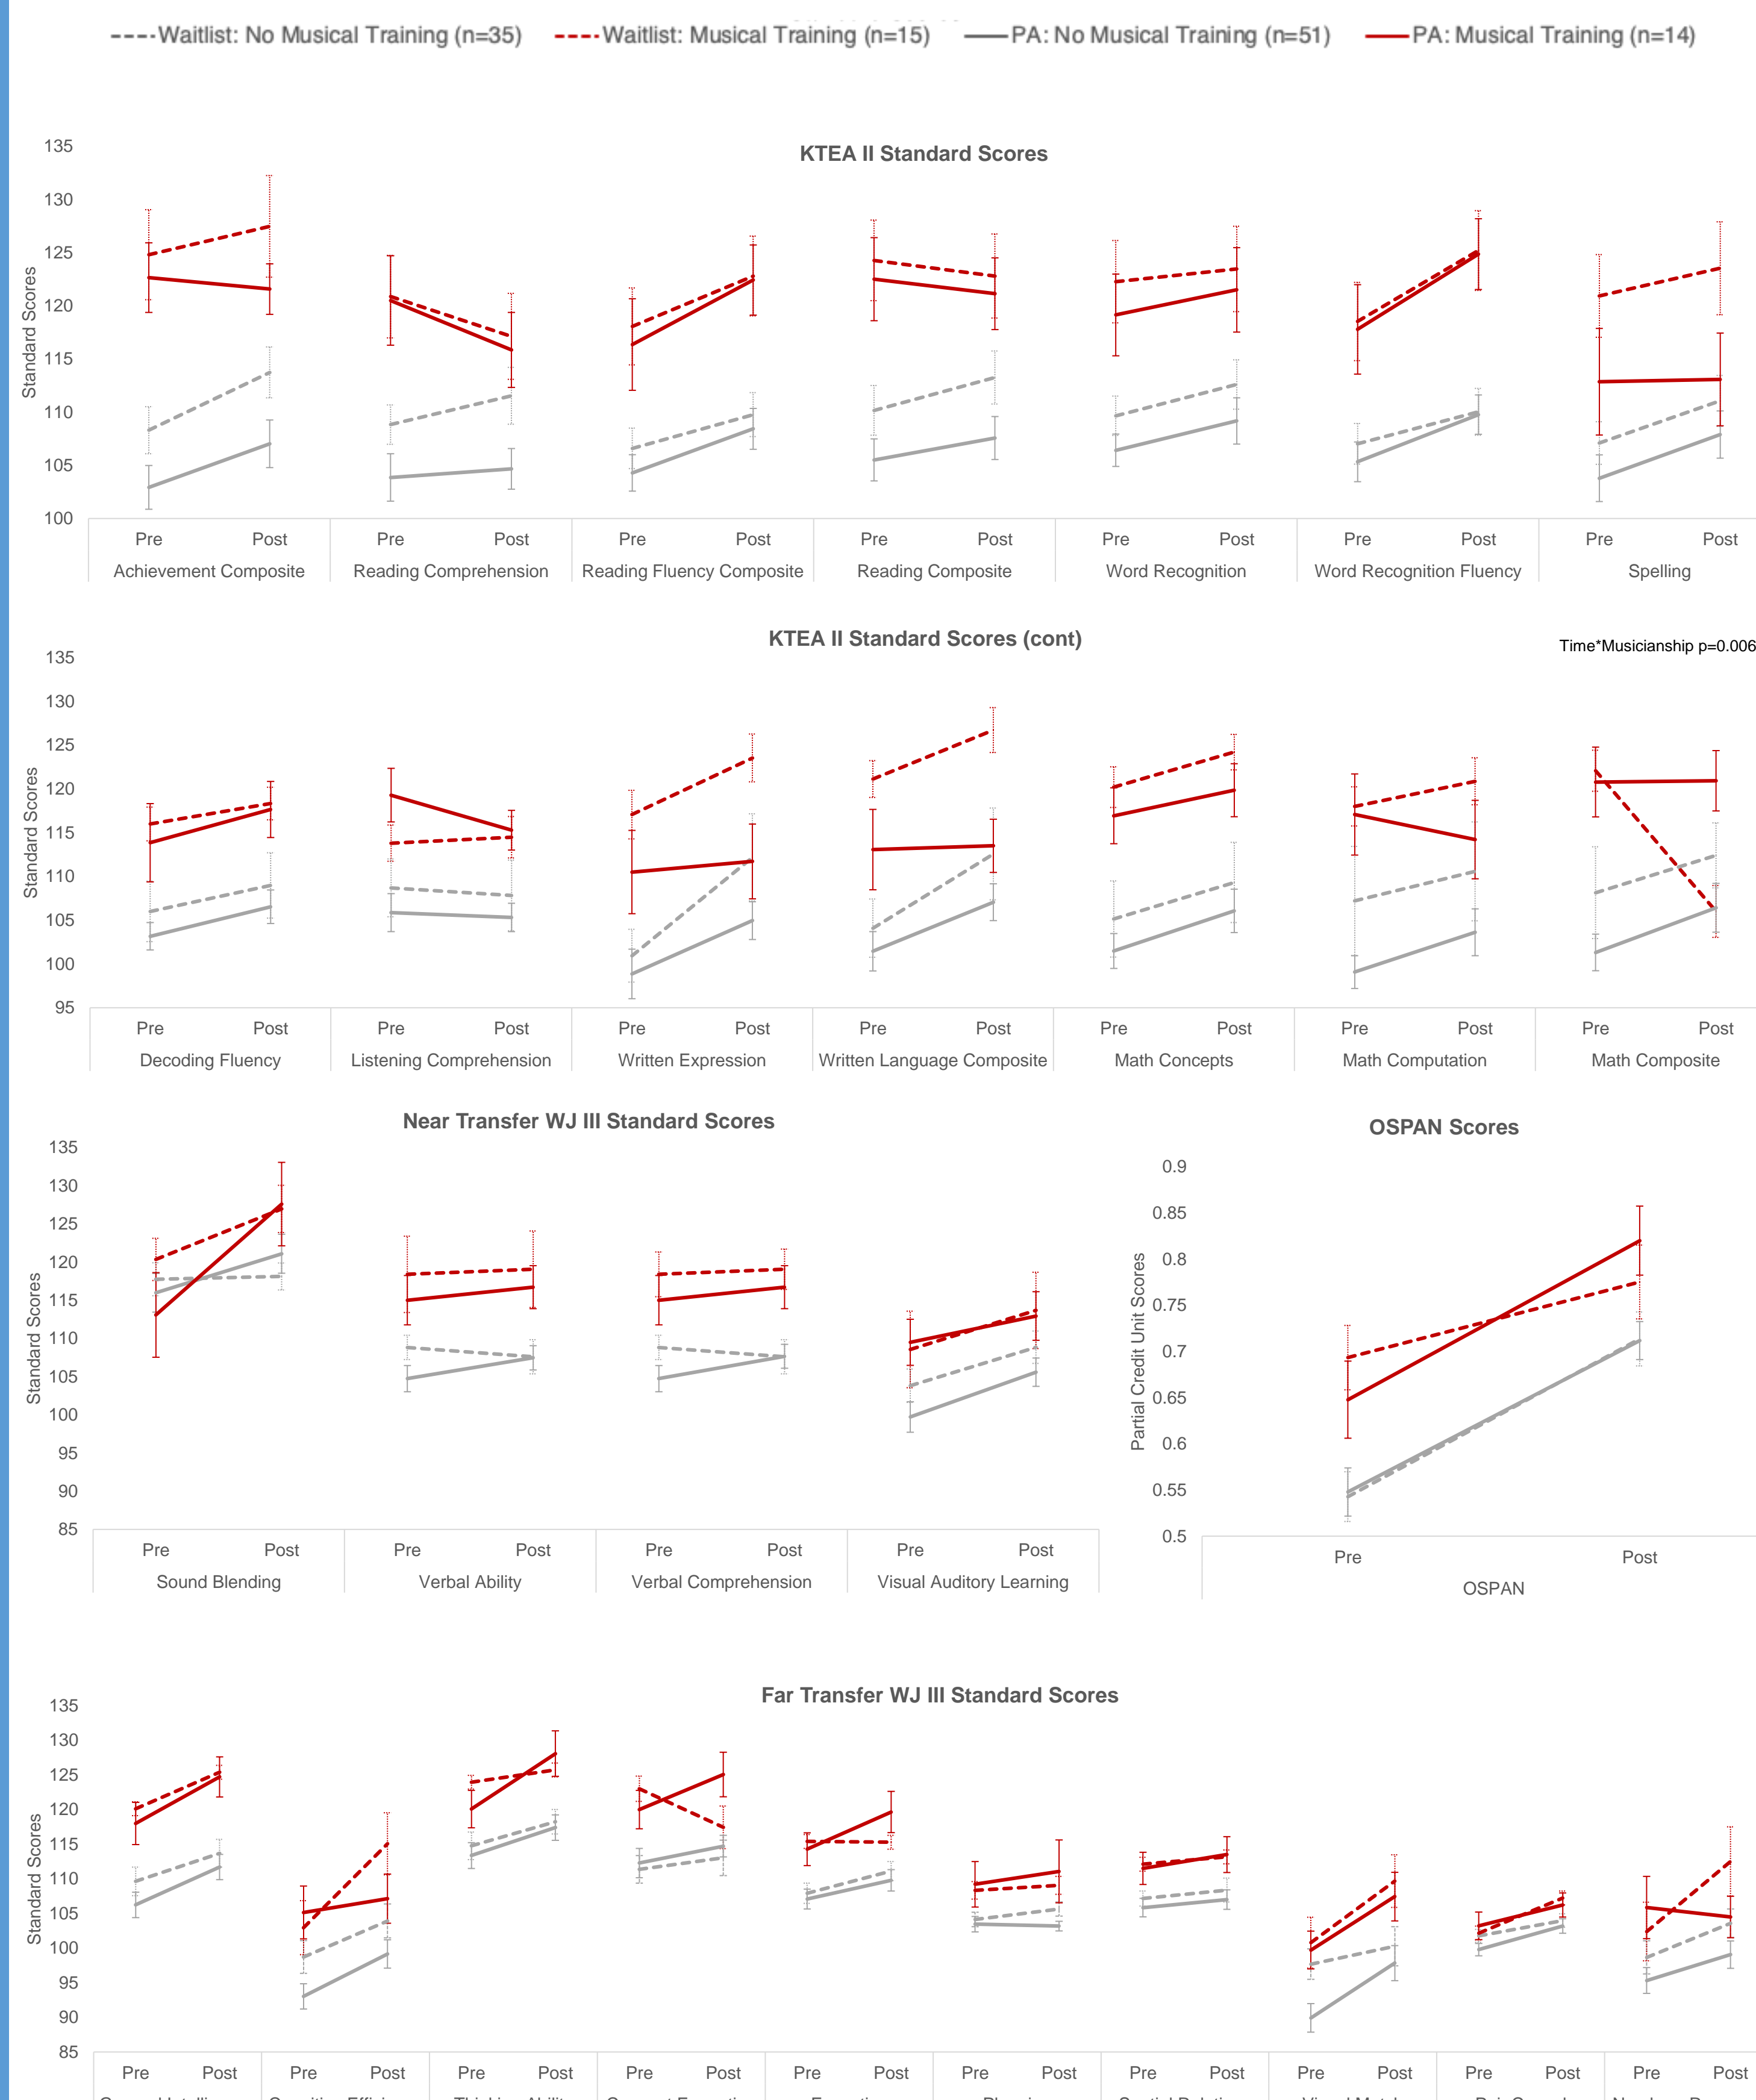 Waitlist: No Musical Training (n=35) Waitlist: Musical Training (n=15) PA: No Musical Training (n=51) PA: Musical Training (n=14)
KTEA II Standard Scores
Standard Scores
135
130
125
120
115
110
105
100
Pre Post Pre Post Pre Post Pre Post Pre Post Pre Post Pre Post
Achievement Composite Reading Comprehension Reading Fluency Composite Reading Composite Word Recognition Word Recognition Fluency Spelling
KTEA II Standard Scores (cont)
Time*Musicianship p=0.006
Standard Scores
135
130
125
120
115
110
105
100
95
Pre Post Pre Post Pre Post Pre Post Pre Post Pre Post Pre Post
Decoding Fluency Listening Comprehension Written Expression Written Language Composite Math Concepts Math Computation Math Composite
Near Transfer WJ III Standard Scores
Standard Scores
135
130
125
120
115
110
105
100
95
90
85
Pre Post Pre Post Pre Post Pre Post
Sound Blending Verbal Ability Verbal Comprehension Visual Auditory Learning
OSPAN Scores
Partial Credit Unit Scores
0.9
0.85
0.8
0.75
0.7
0.65
0.6
0.55
0.5
Pre Post
OSPAN
Far Transfer WJ III Standard Scores
Standard Scores
135
130
125
120
115
110
105
100
95
90
85
Pre Post Pre Post Pre Post Pre Post Pre Post Pre Post Pre Post Pre Post Pre Post Pre Post